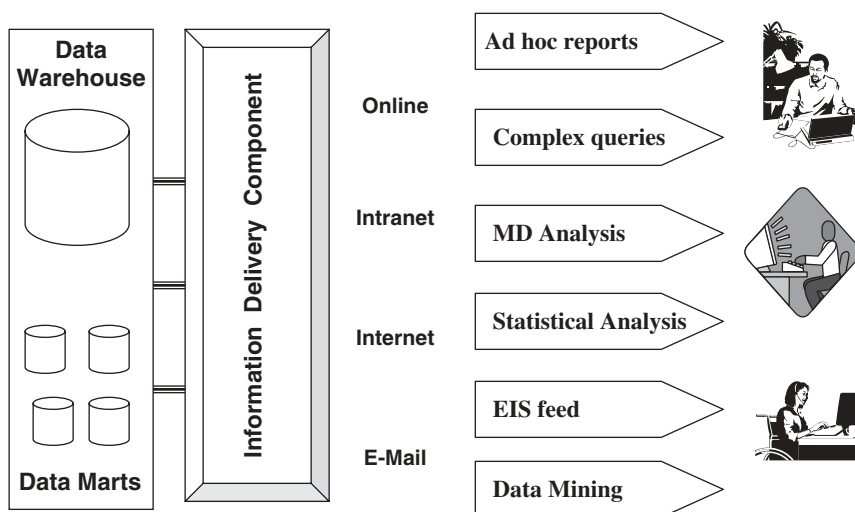 Data
Warehouse
Data Marts
Information Delivery Component
Online
Intranet
Internet
E-Mail
Ad hoc reports
Complex queries
MD Analysis
Statistical Analysis
EIS feed
Data Mining